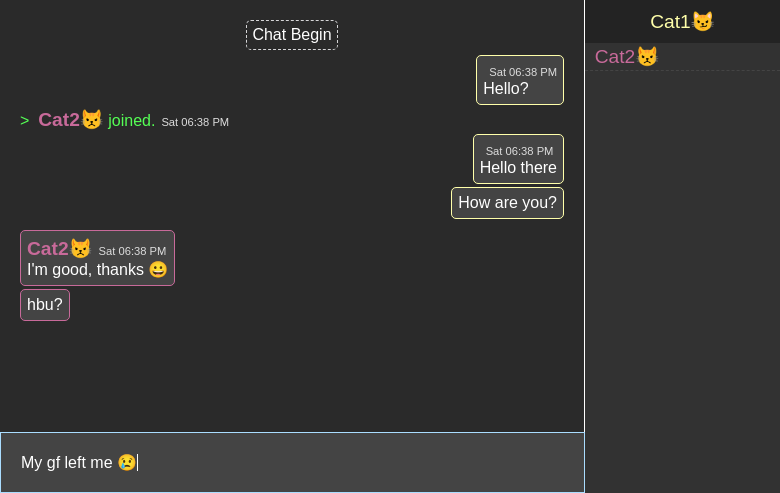 Chat Begin
Cat1😼
Cat2😾
Sat 06:38 PM
Hello?
> Cat2😾 joined. Sat 06:38 PM
Sat 06:38 PM
Hello there
How are you?
Cat2😾 Sat 06:38 PM
I'm good, thanks 😀
hbu?
My gf left me 😢